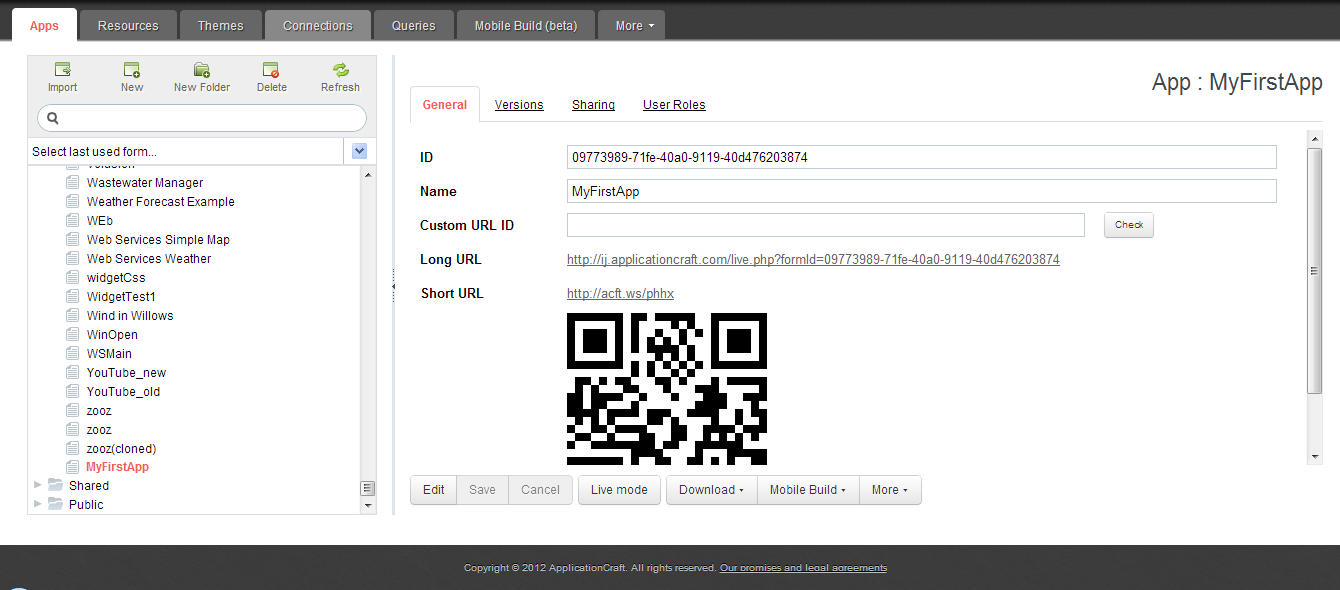 Apps Resources Themes Connections Queries Mobile Build (beta) More
App : MyFirstApp
Import New New Folder Delete Refresh
Select last used form...
Wastewater Manager
Weather Forecast Example
WEb
Web Services Simple Map
Web Services Weather
widgetCss
WidgetTest1
Wind in Willows
WinOpen
WSMain
YouTube_new
YouTube_old
zooz
zooz
zooz(cloned)
MyFirstApp
Shared
Public
General Versions Sharing User Roles
ID 09773989-71fe-40a0-9119-40d476203874
Name MyFirstApp
Custom URL ID Check
Long URL http://ij.applicationcraft.com/live.php?formId=09773989-71fe-40a0-9119-40d476203874
Short URL http://acft.ws/phhx
Edit Save Cancel Live mode Download Mobile Build More
Copyright © 2012 ApplicationCraft. All rights reserved. Our promises and legal agreements